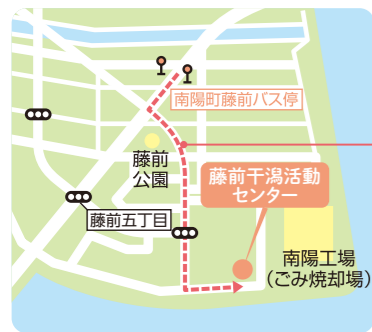 南陽町藤前バス停
藤前
公園
藤前干潟活動
センター
藤前五丁目
南陽工場
(ごみ焼却場)